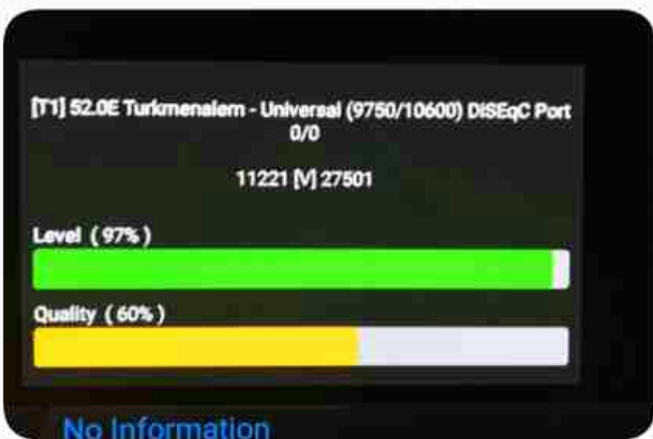 [T1] 52.0E Turkmenalem - Universal (9750/10600) DiSEqC Port
0/0
11221 [V] 27501
Level ( 97% )
Quality ( 60% )
No Information